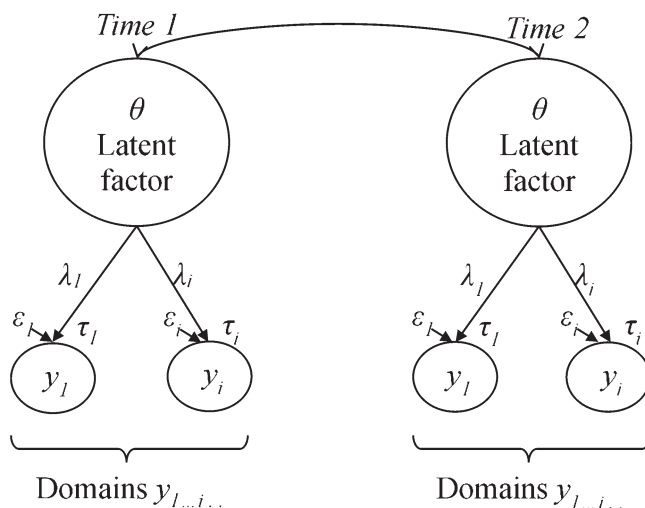 Time 1 Time 2
θ
Latent
factor
θ
Latent
factor
λ1 λi
λ1 λi
ε1 τ1 εi τi
ε1 τ1 εi τi
y1 yi
y1 yi
Domains y1...i..
Domains y1...i..